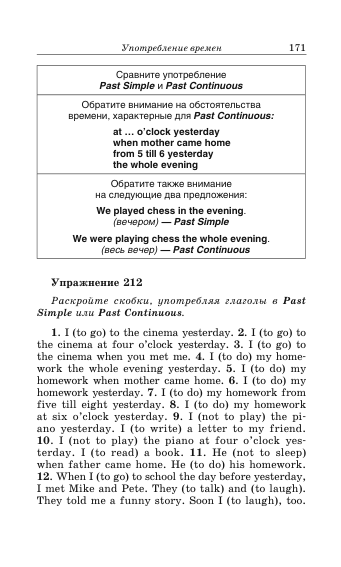 Употребление времен 171
Сравните употребление
Past Simple и Past Continuous
Обратите внимание на обстоятельства
времени, характерные для Past Continuous:
at ... o'clock yesterday
when mother came home
from 5 till 6 yesterday
the whole evening
Обратите также внимание
на следующие два предложения:
We played chess in the evening.
(вечером) — Past Simple
We were playing chess the whole evening.
(весь вечер) — Past Continuous
Упражнение 212
Раскройте скобки, употребляя глаголы в Past
Simple или Past Continuous.
1. I (to go) to the cinema yesterday. 2. I (to go) to
the cinema at four o'clock yesterday. 3. I (to go) to
the cinema when you met me. 4. I (to do) my home-
work the whole evening yesterday. 5. I (to do) my
homework when mother came home. 6. I (to do) my
homework yesterday. 7. I (to do) my homework from
five till eight yesterday. 8. I (to do) my homework
at six o'clock yesterday. 9. I (not to play) the pi-
ano yesterday. I (to write) a letter to my friend.
10. I (not to play) the piano at four o'clock yes-
terday. I (to read) a book. 11. He (not to sleep)
when father came home. He (to do) his homework.
12. When I (to go) to school the day before yesterday,
I met Mike and Pete. They (to talk) and (to laugh).
They told me a funny story. Soon I (to laugh), too.